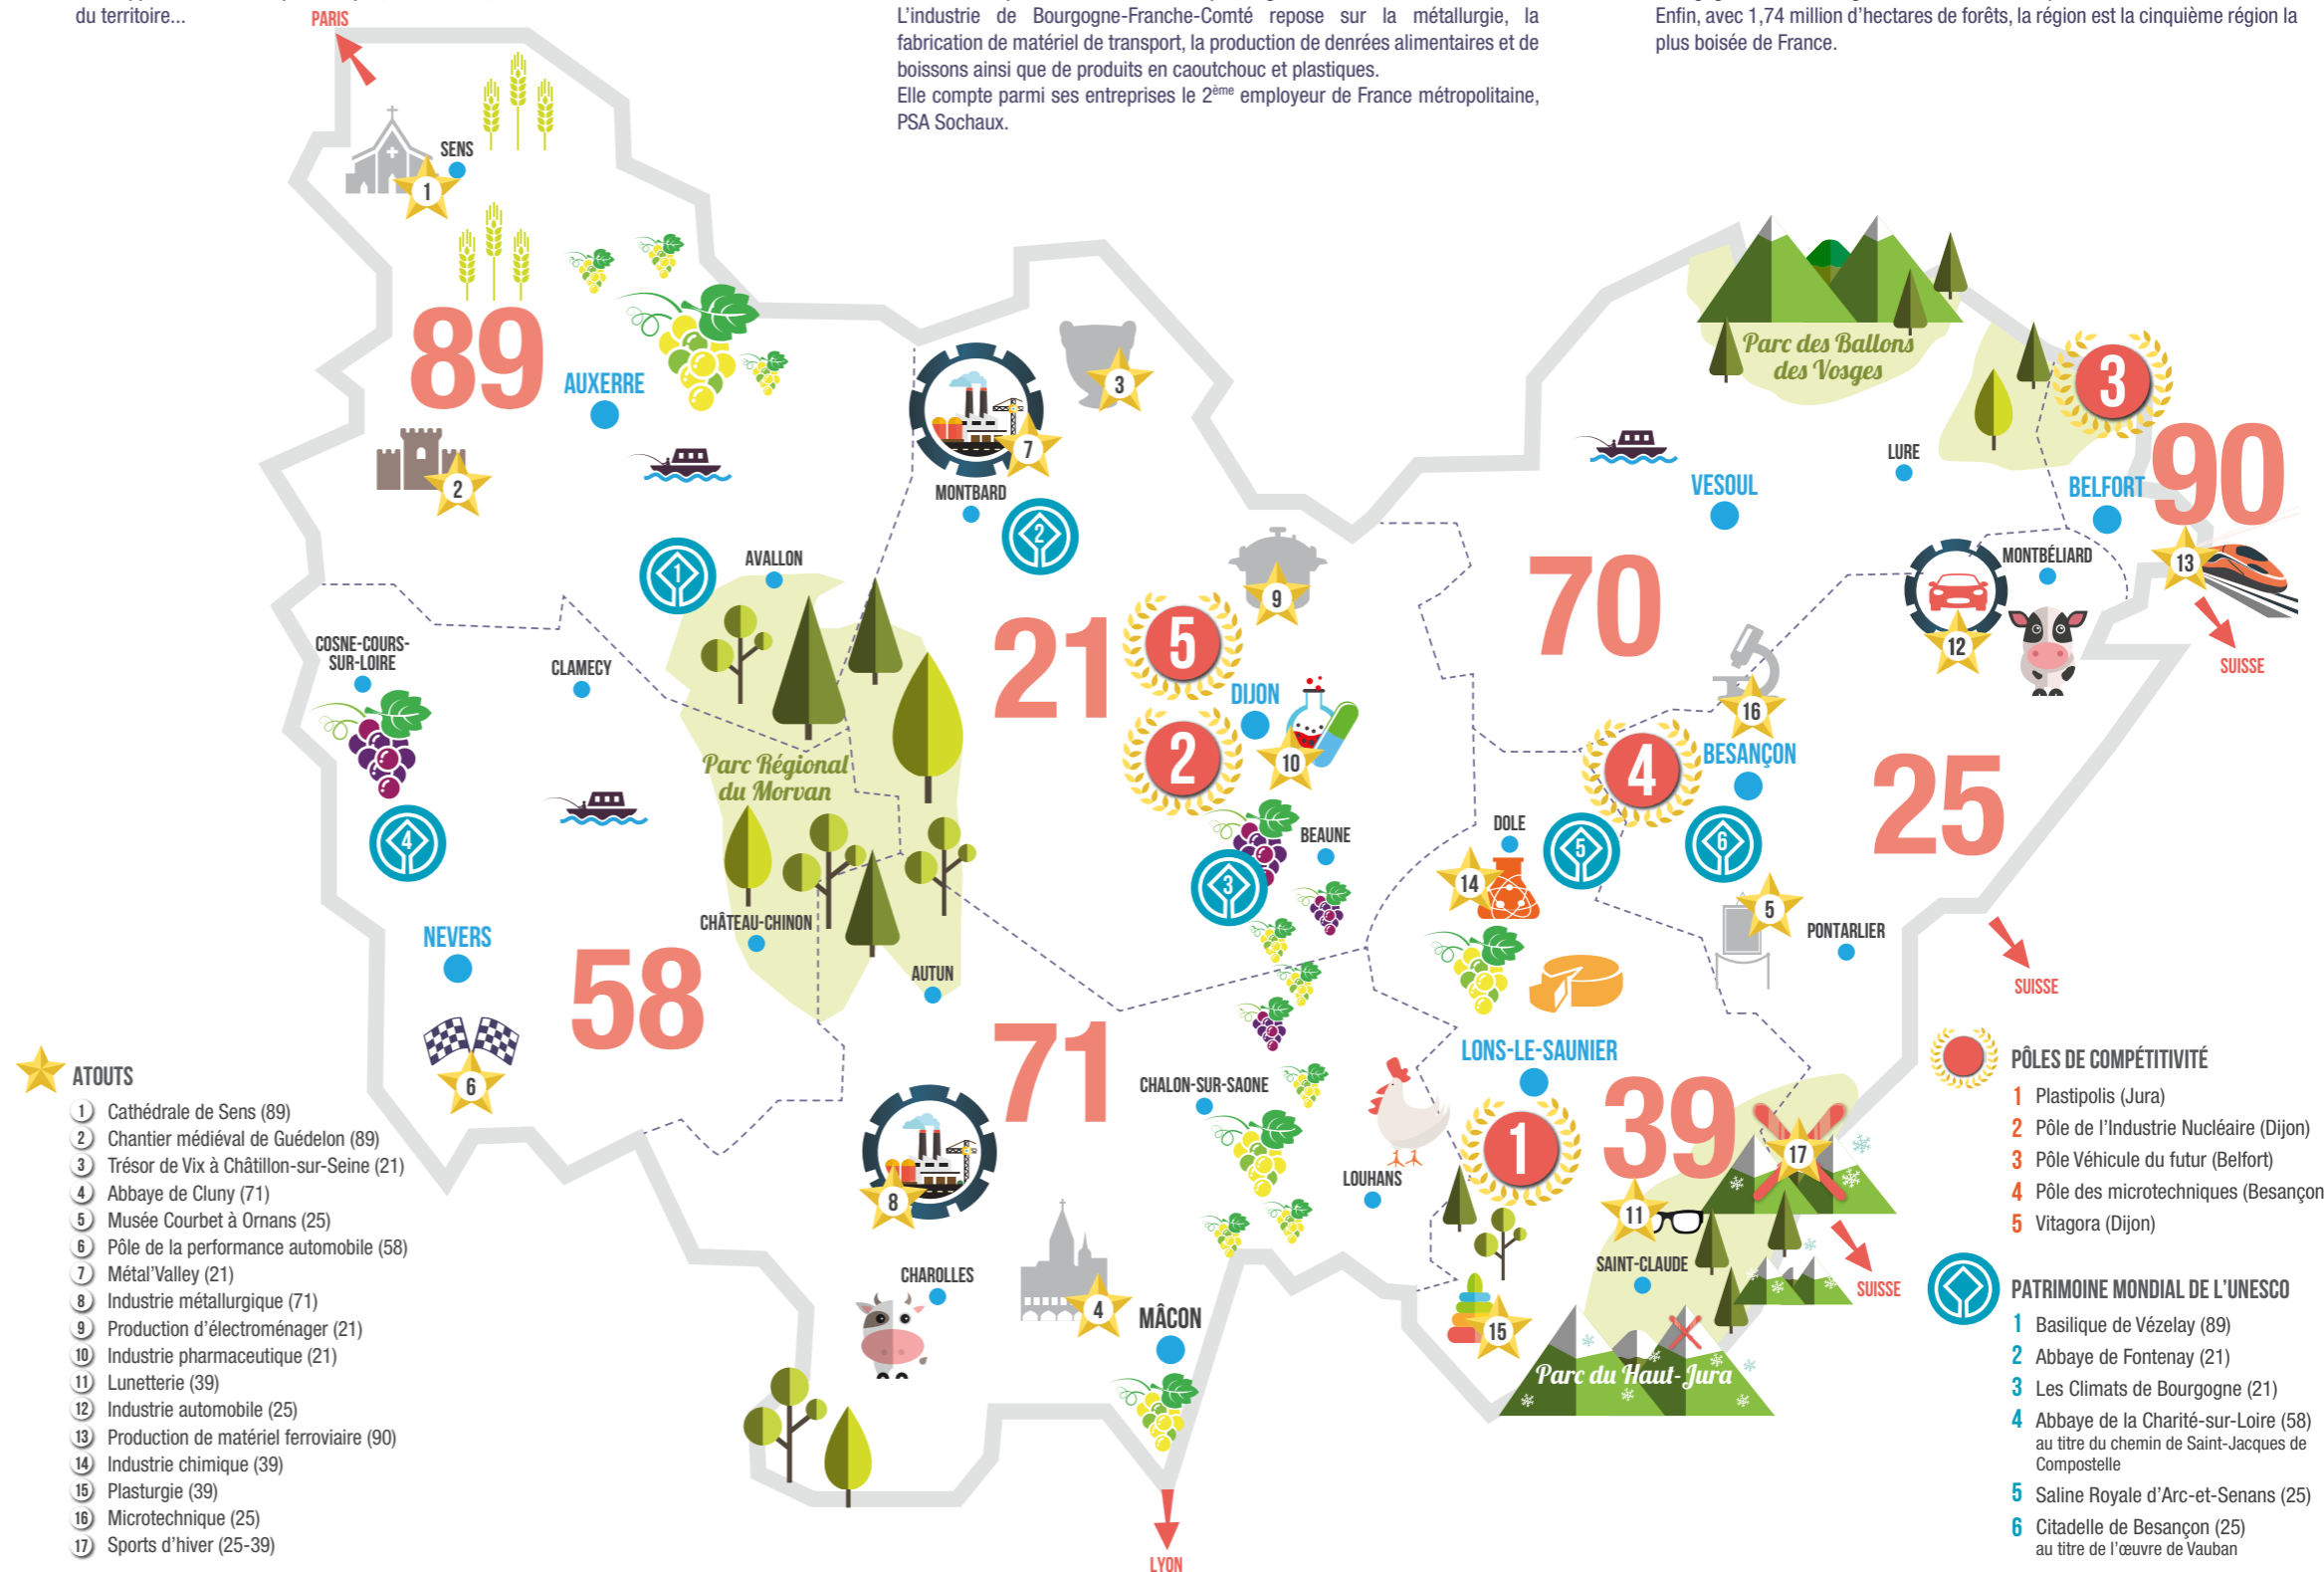 du territoire...
L'industrie de Bourgogne-Franche-Comté repose sur la métallurgie, la
fabrication de matériel de transport, la production de denrées alimentaires et de
boissons ainsi que de produits en caoutchouc et plastiques.
Elle compte parmi ses entreprises le 2ème employeur de France métropolitaine,
PSA Sochaux.
Enfin, avec 1,74 million d'hectares de forêts, la région est la cinquième région la
plus boisée de France.
PARIS
SENS
1
89
AUXERRE
2
7
MONTBARD
3
2
Parc des Ballons
des Vosges
3
LURE
VESOUL
BELFORT
90
13
SUISSE
MONTBÉLIARD
12
70
1
AVALLON
COSNE-COURS-
SUR-LOIRE
CLAMECY
21
5
9
DIJON
2
10
16
4
BESANÇON
25
Parc Régional
du Morvan
4
3
BEAUNE
DOLE
14
5
6
5
PONTARLIER
SUISSE
NEVERS
CHÂTEAU-CHINON
AUTUN
58
6
71
CHALON-SUR-SAONE
LONS-LE-SAUNIER
39
1
17
LOUHANS
8
11
SAINT-CLAUDE
SUISSE
CHAROLLES
4
MÂCON
15
Parc du Haut-Jura
LYON
ATOUTS
1 Cathédrale de Sens (89)
2 Chantier médiéval de Guédelon (89)
3 Trésor de Vix à Châtillon-sur-Seine (21)
4 Abbaye de Cluny (71)
5 Musée Courbet à Ornans (25)
6 Pôle de la performance automobile (58)
7 Métal'Valley (21)
8 Industrie métallurgique (71)
9 Production d'électroménager (21)
10 Industrie pharmaceutique (21)
11 Lunetterie (39)
12 Industrie automobile (25)
13 Production de matériel ferroviaire (90)
14 Industrie chimique (39)
15 Plasturgie (39)
16 Microtechnique (25)
17 Sports d'hiver (25-39)
PÔLES DE COMPÉTITIVITÉ
1 Plastipolis (Jura)
2 Pôle de l'Industrie Nucléaire (Dijon)
3 Pôle Véhicule du futur (Belfort)
4 Pôle des microtechniques (Besançon
5 Vitagora (Dijon)
PATRIMOINE MONDIAL DE L'UNESCO
1 Basilique de Vézelay (89)
2 Abbaye de Fontenay (21)
3 Les Climats de Bourgogne (21)
4 Abbaye de la Charité-sur-Loire (58)
au titre du chemin de Saint-Jacques de
Compostelle
5 Saline Royale d'Arc-et-Senans (25)
6 Citadelle de Besançon (25)
au titre de l'œuvre de Vauban